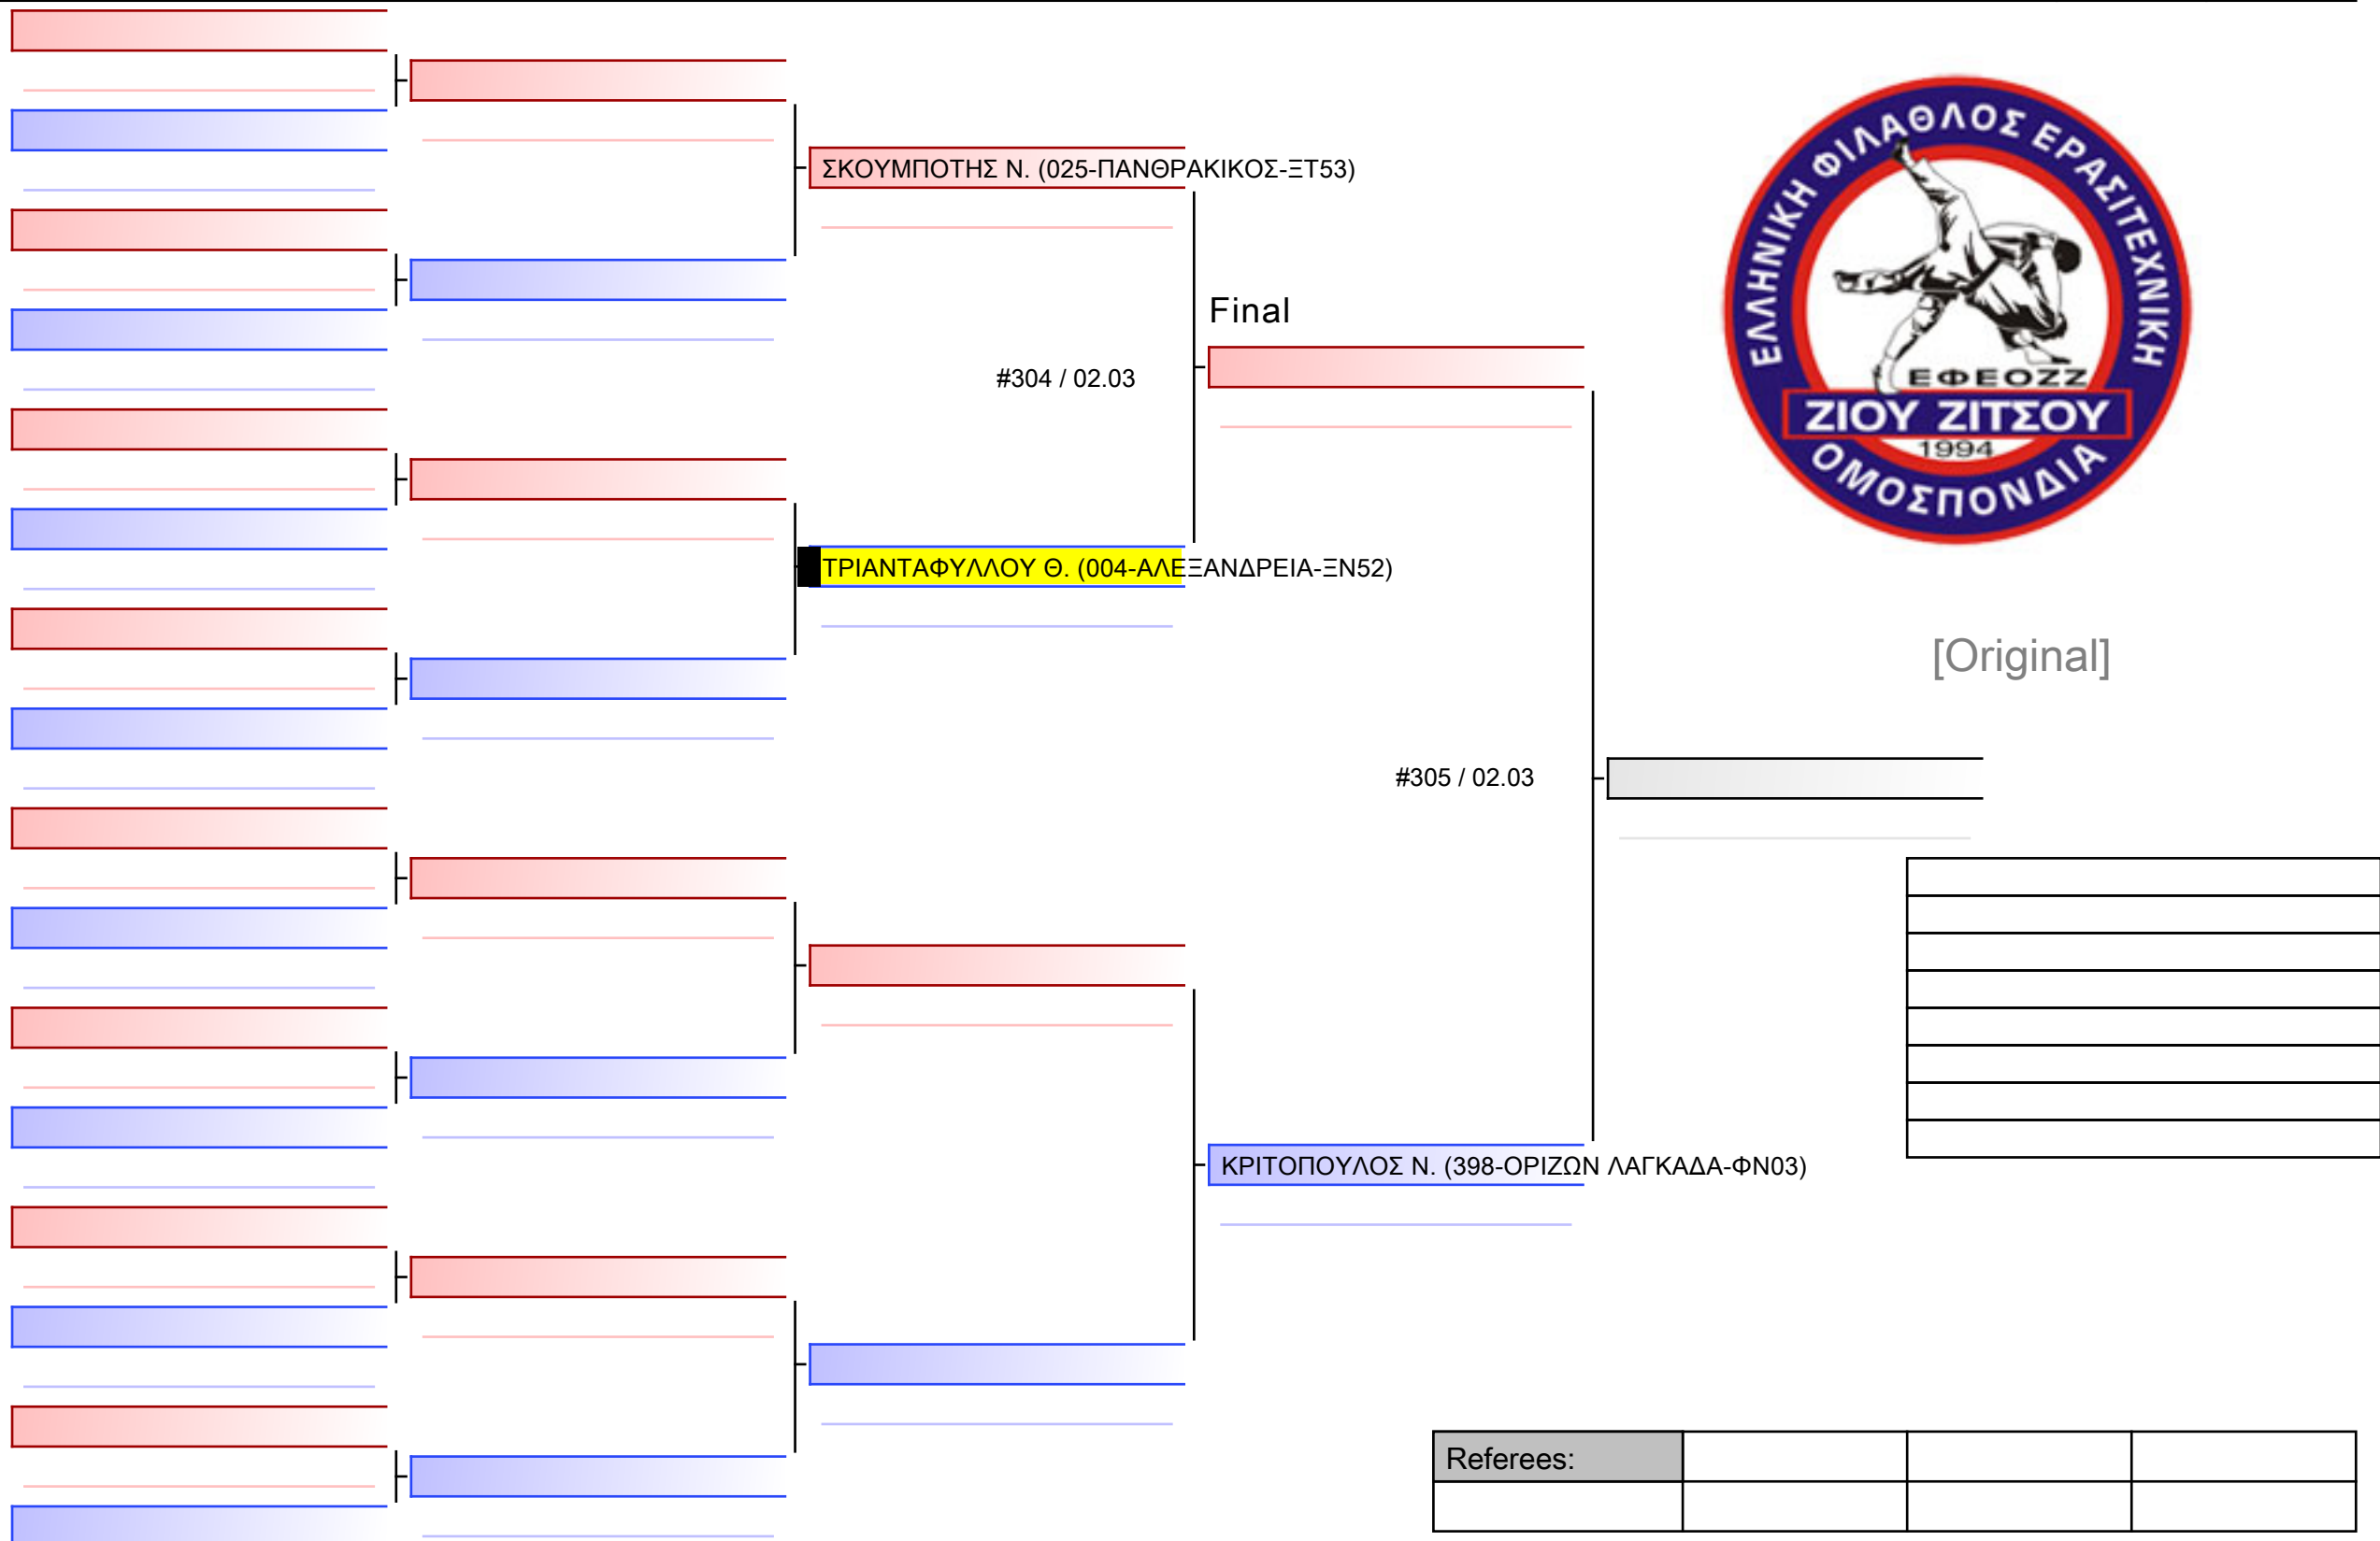 ΣΚΟΥΜΠΟΤΗΣ Ν. (025-ΠΑΝΘΡΑΚΙΚΟΣ-ΞΤ53)
Final
#304 / 02.03
ΤΡΙΑΝΤΑΦΥΛΛΟΥ Θ. (004-ΑΛΕΞΑΝΔΡΕΙΑ-ΞΝ52)
ΕΛΛΗΝΙΚΗ ΦΙΛΑΘΛΟΣ ΕΡΑΣΙΤΕΧΝΙΚΗ
ΕΦΕΟΖΖ
ΖΙΟΥ ΖΙΤΣΟΥ
1994
ΟΜΟΣΠΟΝΔΙΑ
[Original]
#305 / 02.03
ΚΡΙΤΟΠΟΥΛΟΣ Ν. (398-ΟΡΙΖΩΝ ΛΑΓΚΑΔΑ-ΦΝ03)
Referees: